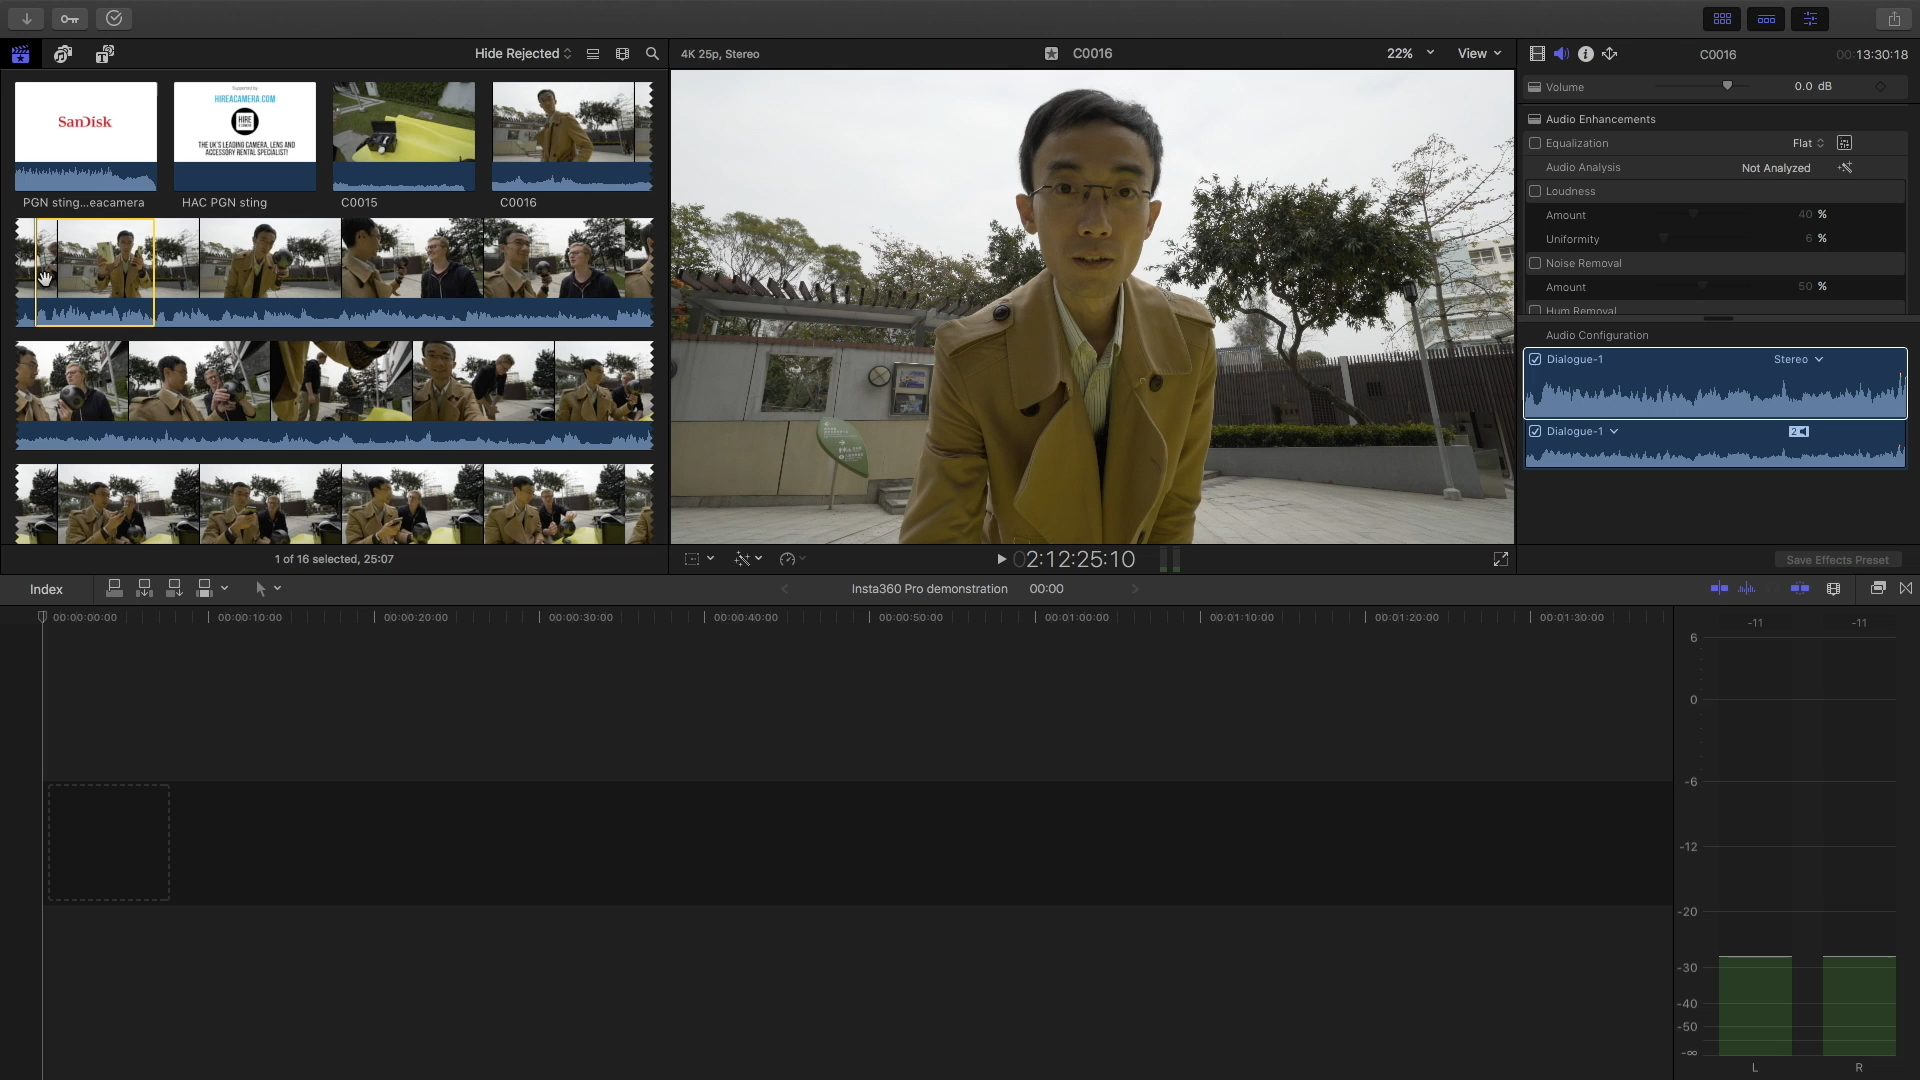 Hide Rejected
4K 25p, Stereo
C0016
22%
View
C0016
00:13:30:18
Volume
0.0 dB
SanDisk
Supported by
HIREACAMERA.COM
HIRE
THE UK'S LEADING CAMERA, LENS AND
ACCESSORY RENTAL SPECIALIST!
PGN sting...eacamera
HAC PGN sting
C0015
C0016
Audio Enhancements
Equalization
Flat
Audio Analysis
Not Analyzed
Loudness
Amount
40 %
Uniformity
6 %
Noise Removal
Amount
50 %
Hum Removal
Audio Configuration
Dialogue-1
Stereo
Dialogue-1
2
1 of 16 selected, 25:07
02:12:25:10
Save Effects Preset
Index
Insta360 Pro demonstration
00:00
00:00:00:00
00:00:10:00
00:00:20:00
00:00:30:00
00:00:40:00
00:00:50:00
00:01:00:00
00:01:10:00
00:01:20:00
00:01:30:00
-11
-11
6
0
-6
-12
-20
-30
-40
-50
-∞
L
R